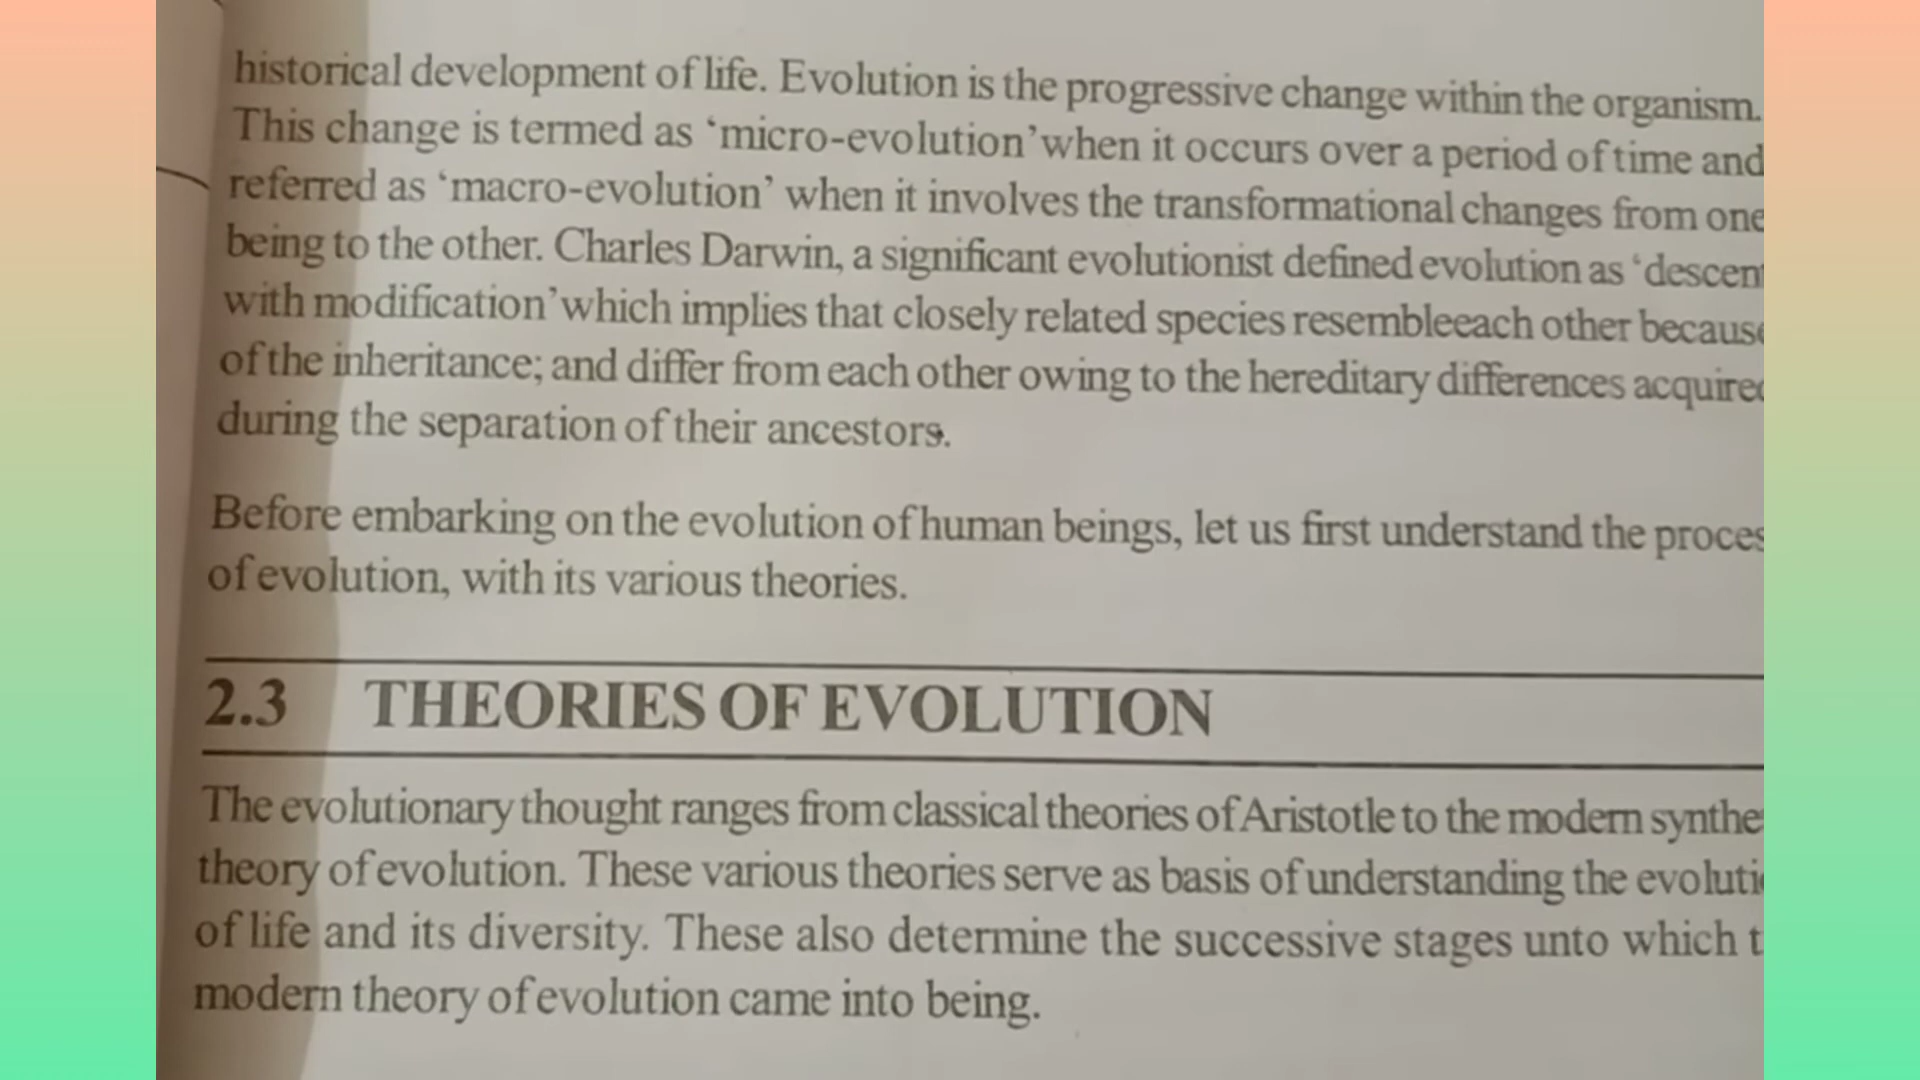 historical development of life. Evolution is the progressive change within the organism.
This change is termed as ‘micro-evolution’when it occurs over a period of time and
referred as ‘macro-evolution’ when it involves the transformational changes from one
being to the other. Charles Darwin, a significant evolutionist defined evolution as ‘descent
with modification’which implies that closely related species resembleeach other because
of the inheritance; and differ from each other owing to the hereditary differences acquired
during the separation of their ancestors.
Before embarking on the evolution of human beings, let us first understand the proces
of evolution, with its various theories.
2.3 THEORIES OF EVOLUTION
The evolutionary thought ranges from classical theories of Aristotle to the modern synthe
theory of evolution. These various theories serve as basis of understanding the evoluti
of life and its diversity. These also determine the successive stages unto which t
modern theory of evolution came into being.